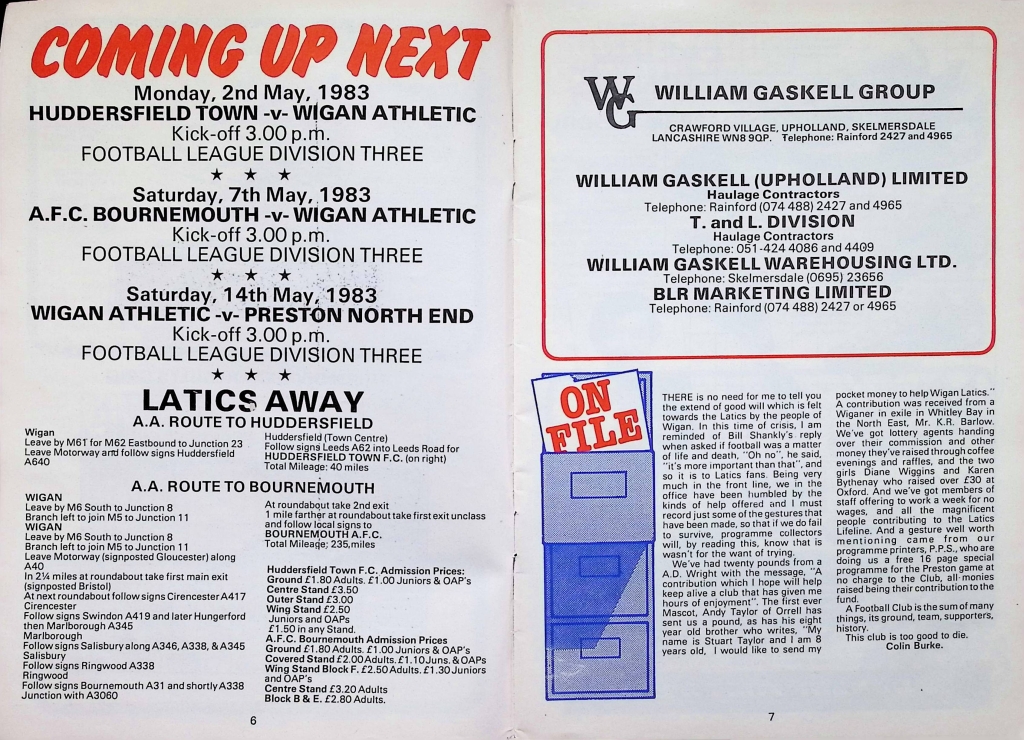 COMING UP NEXT
Monday, 2nd May, 1983
HUDDERSFIELD TOWN -v- WIGAN ATHLETIC
Kick-off 3.00 p.m.
FOOTBALL LEAGUE DIVISION THREE
★ ★ ★
Saturday, 7th May, 1983
A.F.C. BOURNEMOUTH -v- WIGAN ATHLETIC
Kick-off 3.00 p.m.
FOOTBALL LEAGUE DIVISION THREE
★ ★ ★
Saturday, 14th May, 1983
WIGAN ATHLETIC -v- PRESTON NORTH END
Kick-off 3.00 p.m.
FOOTBALL LEAGUE DIVISION THREE
★ ★ ★
LATICS AWAY
A.A. ROUTE TO HUDDERSFIELD
Wigan
Leave by M61 for M62 Eastbound to Junction 23
Leave Motorway and follow signs Huddersfield
A640
Huddersfield (Town Centre)
Follow signs Leeds A62 into Leeds Road for
HUDDERSFIELD TOWN F.C. (on right)
Total Mileage: 40 miles
A.A. ROUTE TO BOURNEMOUTH
WIGAN
Leave by M6 South to Junction 8
Branch left to join M5 to Junction 11
WIGAN
Leave by M6 South to Junction 8
Branch left to join M5 to Junction 11
Leave Motorway (signposted Gloucester) along
A40
In 2¼ miles at roundabout take first main exit
(signposted Bristol)
At next roundabout follow signs Cirencester A417
Cirencester
Follow signs Swindon A419 and later Hungerford
then Marlborough A345
Marlborough
Follow signs Salisbury along A346, A338, & A345
Salisbury
Follow signs Ringwood A338
Ringwood
Follow signs Bournemouth A31 and shortly A338
Junction with A3060
At roundabout take 2nd exit
1 mile farther at roundabout take first exit unclass
and follow local signs to
BOURNEMOUTH A.F.C.
Total Mileage; 235, miles
Huddersfield Town F.C. Admission Prices:
Ground £1.80 Adults. £1.00 Juniors & OAP's
Centre Stand £3.50
Outer Stand £3.00
Wing Stand £2.50
Juniors and OAPs
£1.50 in any Stand.
A.F.C. Bournemouth Admission Prices
Ground £1.80 Adults. £1.00 Juniors & OAP's
Covered Stand £2.00 Adults. £1.10 Juns. & OAPs
Wing Stand Block F. £2.50 Adults. £1.30 Juniors
and OAP's
Centre Stand £3.20 Adults
Block B & E. £2.80 Adults.
6
WG WILLIAM GASKELL GROUP
CRAWFORD VILLAGE, UPHOLLAND, SKELMERSDALE
LANCASHIRE WN8 9QP. Telephone: Rainford 2427 and 4965
WILLIAM GASKELL (UPHOLLAND) LIMITED
Haulage Contractors
Telephone: Rainford (074 488) 2427 and 4965
T. and L. DIVISION
Haulage Contractors
Telephone: 051-424 4086 and 4409
WILLIAM GASKELL WAREHOUSING LTD.
Telephone: Skelmersdale (0695) 23656
BLR MARKETING LIMITED
Telephone: Rainford (074 488) 2427 or 4965
ON
FILE
THERE is no need for me to tell you
the extend of good will which is felt
towards the Latics by the people of
Wigan. In this time of crisis, I am
reminded of Bill Shankly's reply
when asked if football was a matter
of life and death, "Oh no", he said,
"it's more important than that", and
so it is to Latics fans. Being very
much in the front line, we in the
office have been humbled by the
kinds of help offered and I must
record just some of the gestures that
have been made, so that if we do fail
to survive, programme collectors
will, by reading this, know that is
wasn't for the want of trying.
We've had twenty pounds from a
A.D. Wright with the message, "A
contribution which I hope will help
keep alive a club that has given me
hours of enjoyment". The first ever
Mascot, Andy Taylor of Orrell has
sent us a pound, as has his eight
year old brother who writes, "My
name is Stuart Taylor and I am 8
years old, I would like to send my
pocket money to help Wigan Latics."
A contribution was received from a
Wiganer in exile in Whitley Bay in
the North East, Mr. K.R. Barlow.
We've got lottery agents handing
over their commission and other
money they've raised through coffee
evenings and raffles, and the two
girls Diane Wiggins and Karen
Bythenay who raised over £30 at
Oxford. And we've got members of
staff offering to work a week for no
wages, and all the magnificent
people contributing to the Latics
Lifeline. And a gesture well worth
mentioning came from our
programme printers, P.P.S., who are
doing us a free 16 page special
programme for the Preston game at
no charge to the Club, all monies
raised being their contribution to the
fund.
A Football Club is the sum of many
things, its ground, team, supporters,
history.
This club is too good to die.
Colin Burke.
7